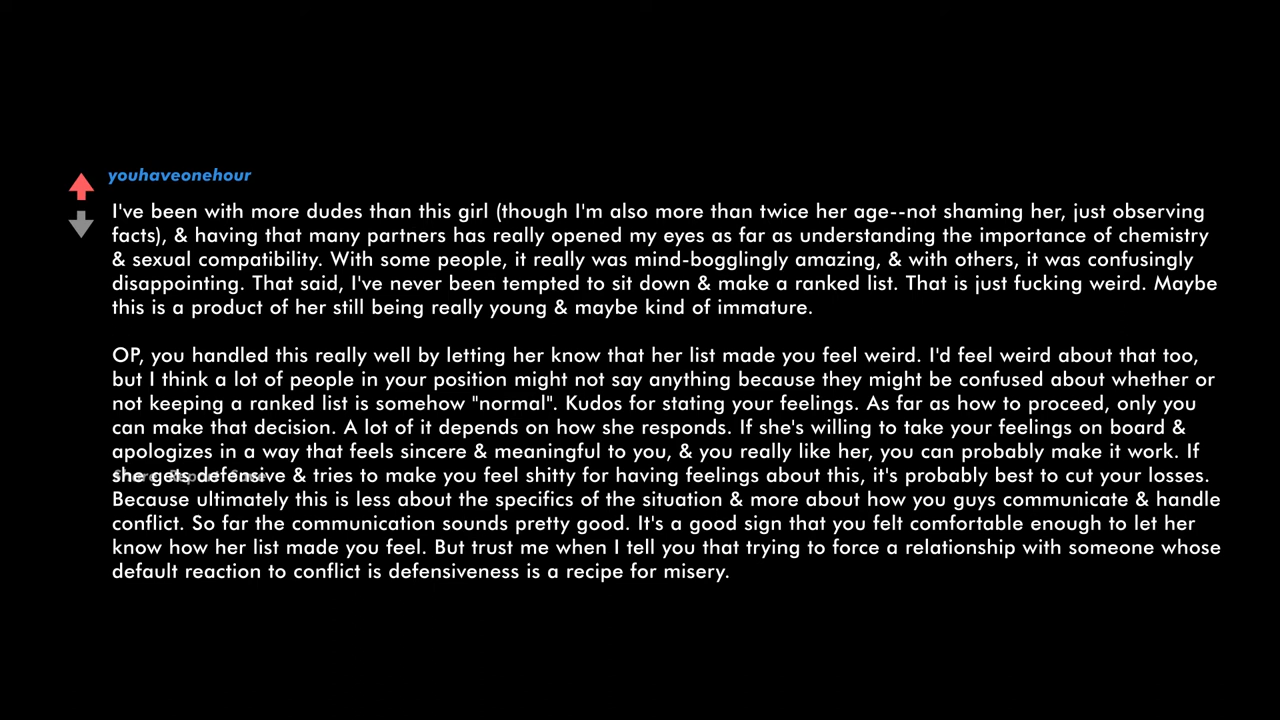 youhaveonehour
I've been with more dudes than this girl (though I'm also more than twice her age--not shaming her, just observing
facts), & having that many partners has really opened my eyes as far as understanding the importance of chemistry
& sexual compatibility. With some people, it really was mind-bogglingly amazing, & with others, it was confusingly
disappointing. That said, I've never been tempted to sit down & make a ranked list. That is just fucking weird. Maybe
this is a product of her still being really young & maybe kind of immature.
OP, you handled this really well by letting her know that her list made you feel weird. I'd feel weird about that too,
but I think a lot of people in your position might not say anything because they might be confused about whether or
not keeping a ranked list is somehow "normal". Kudos for stating your feelings. As far as how to proceed, only you
can make that decision. A lot of it depends on how she responds. If she's willing to take your feelings on board &
apologizes in a way that feels sincere & meaningful to you, & you really like her, you can probably make it work. If
she gets defensive & tries to make you feel shitty for having feelings about this, it's probably best to cut your losses.
Because ultimately this is less about the specifics of the situation & more about how you guys communicate & handle
conflict. So far the communication sounds pretty good. It's a good sign that you felt comfortable enough to let her
know how her list made you feel. But trust me when I tell you that trying to force a relationship with someone whose
default reaction to conflict is defensiveness is a recipe for misery.